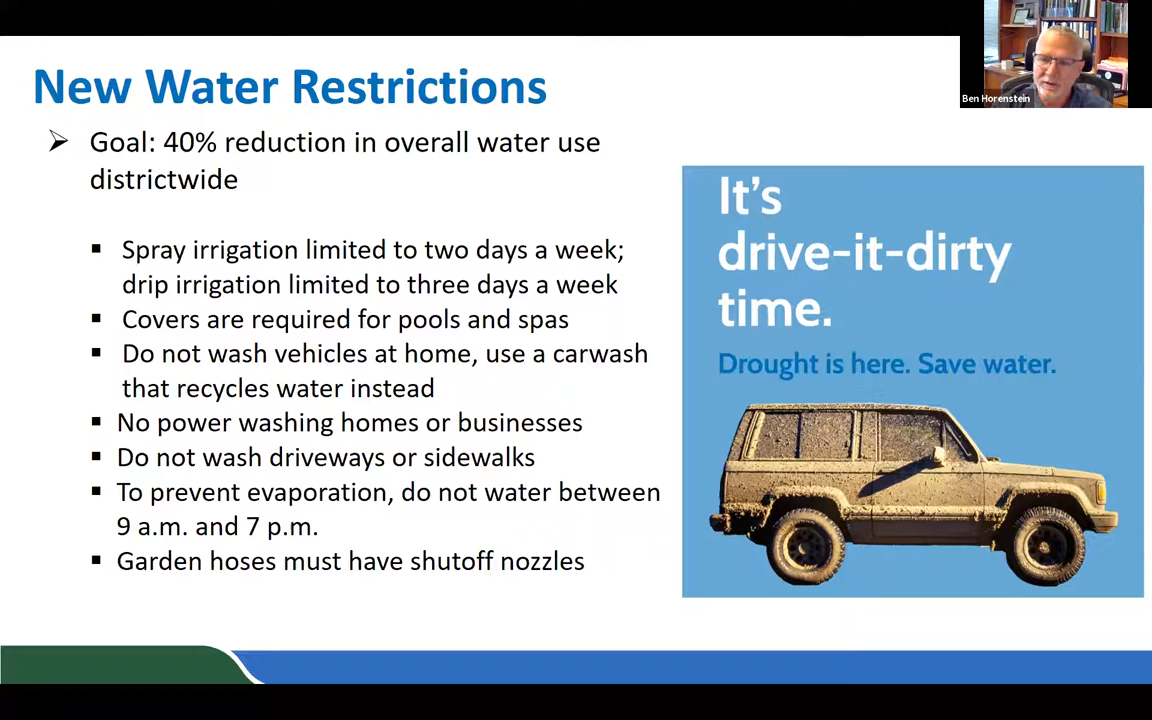 New Water Restrictions
Ben Horenstein
➢ Goal: 40% reduction in overall water use
districtwide
▪ Spray irrigation limited to two days a week;
drip irrigation limited to three days a week
▪ Covers are required for pools and spas
▪ Do not wash vehicles at home, use a carwash
that recycles water instead
▪ No power washing homes or businesses
▪ Do not wash driveways or sidewalks
▪ To prevent evaporation, do not water between
9 a.m. and 7 p.m.
▪ Garden hoses must have shutoff nozzles
It's
drive-it-dirty
time.
Drought is here. Save water.